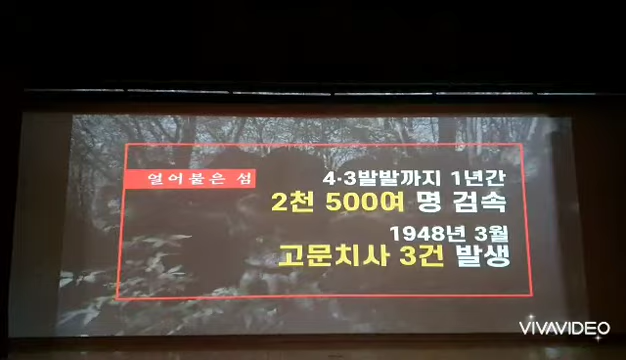 얼어붙은 섬
4·3발발까지 1년간
2천 500여 명 검속
1948년 3월
고문치사 3건 발생
VIVAVIDEO